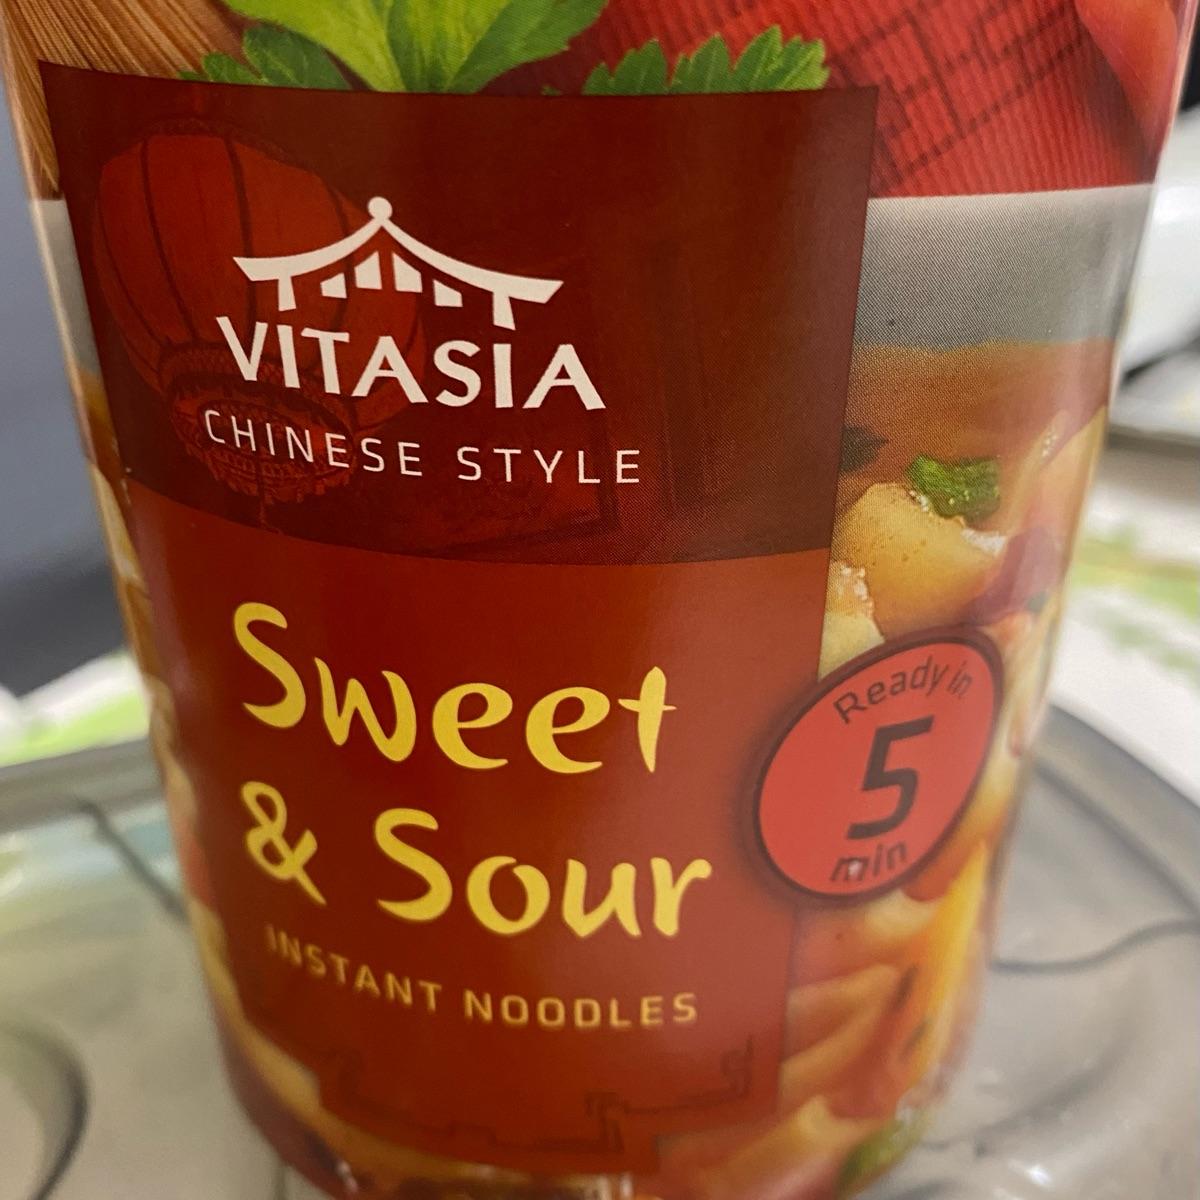 VITASIA
CHINESE STYLE
Sweet
& Sour
INSTANT NOODLES
Ready in
5
min